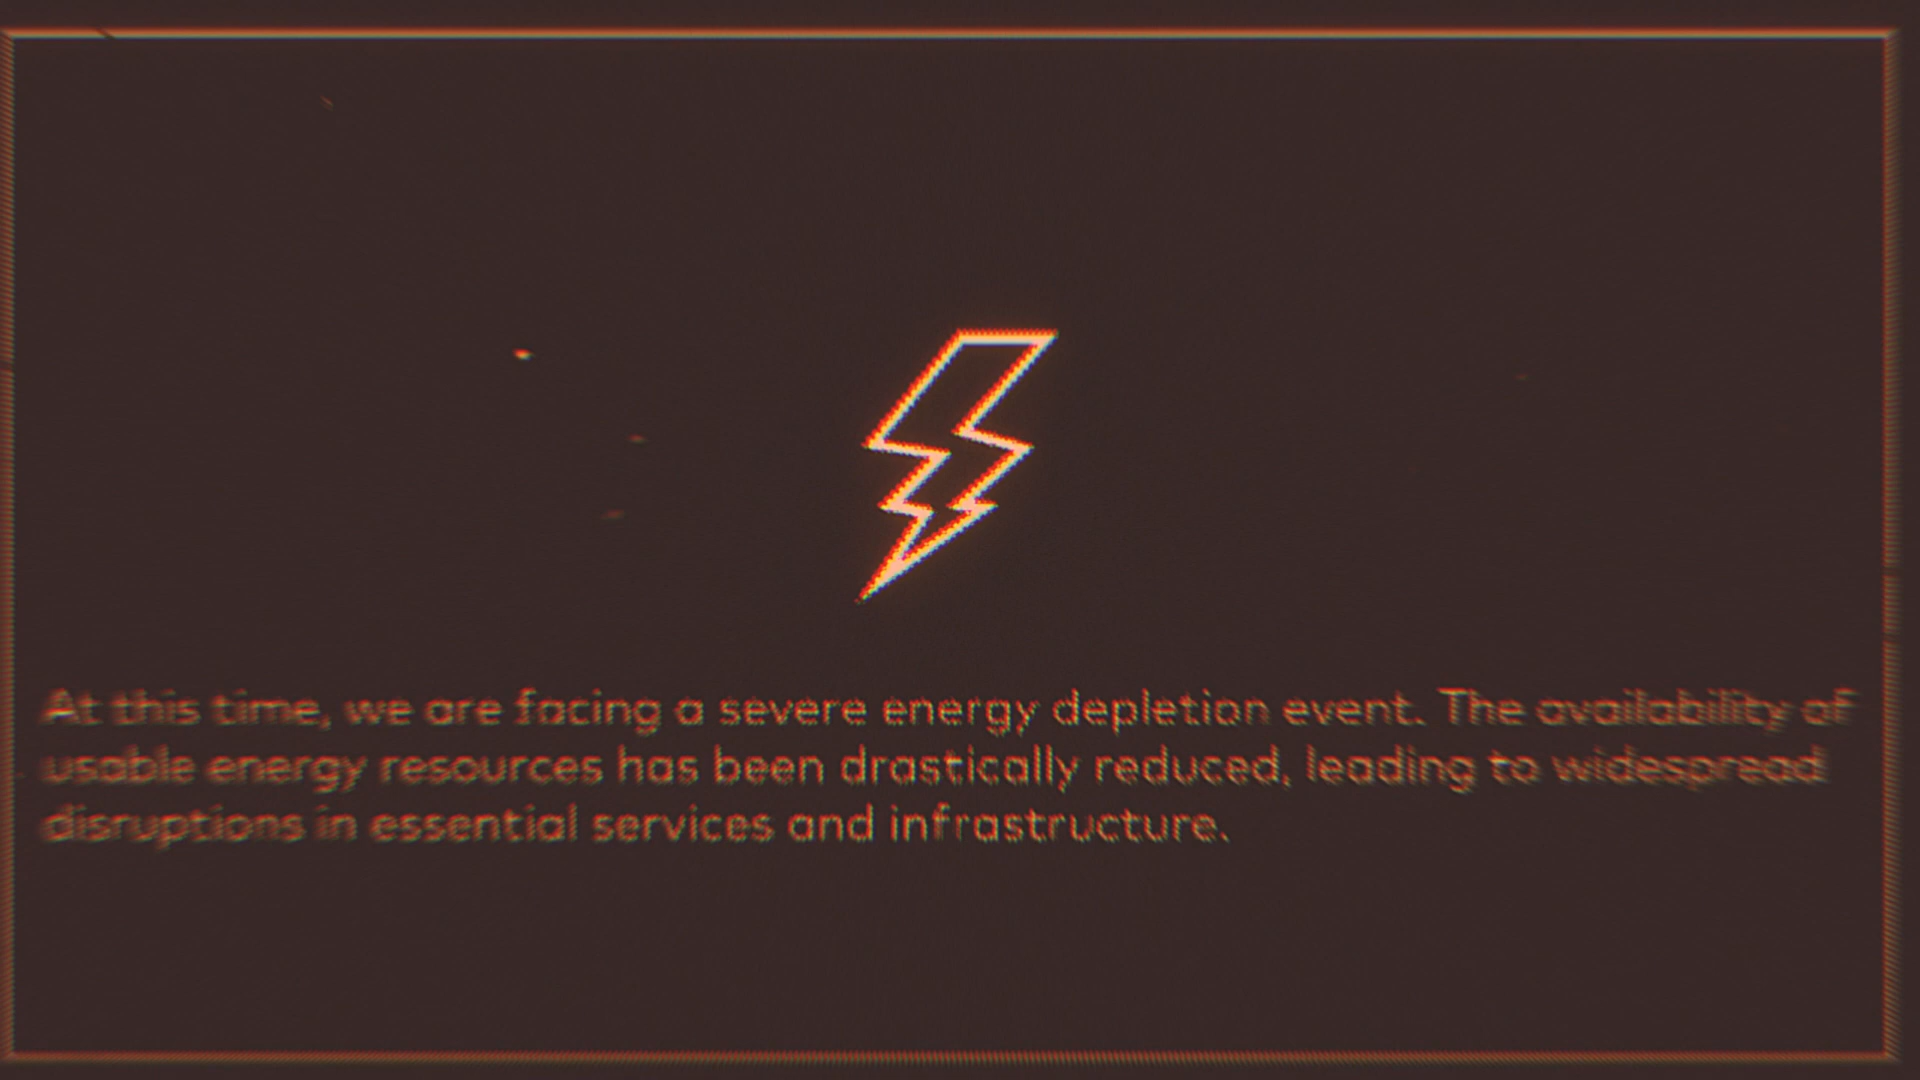 At this time, we are facing a severe energy depletion event. The availability of
usable energy resources has been drastically reduced, leading to widespread
disruptions in essential services and infrastructure.